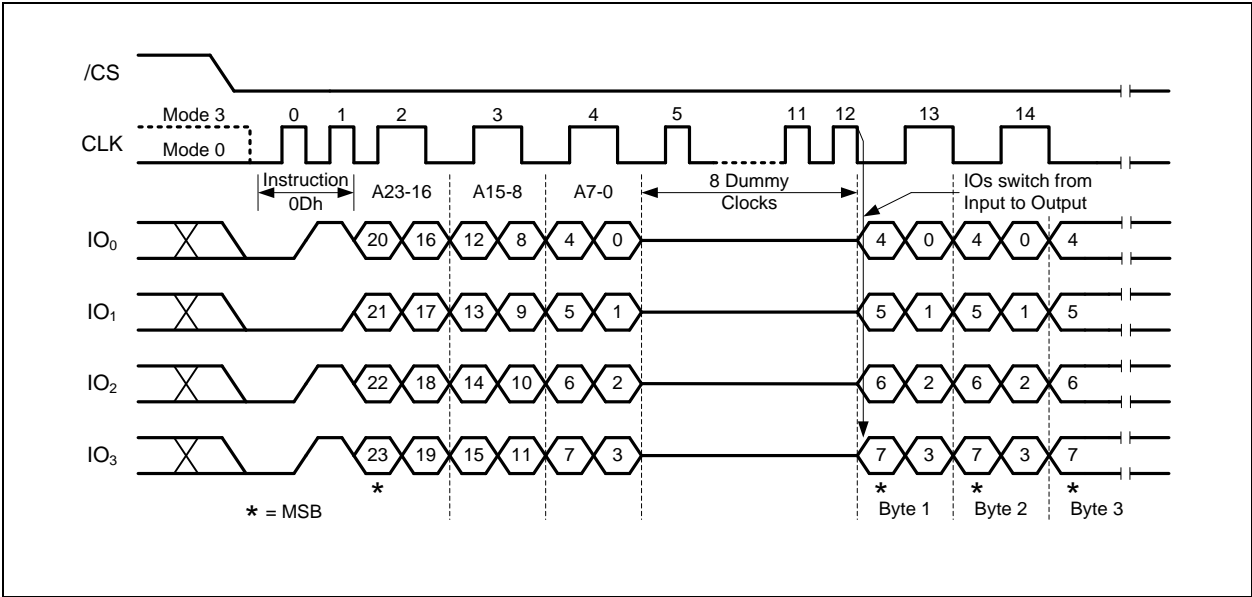 /CS
Mode 3 0 1 2 3 4 5 11 12 13 14
CLK
Mode 0
Instruction A23-16 A15-8 A7-0 8 Dummy IOs switch from
0Dh Clocks Input to Output
IO₀ 20 16 12 8 4 0 4 0 4 0 4
IO₁ 21 17 13 9 5 1 5 1 5 1 5
IO₂ 22 18 14 10 6 2 6 2 6 2 6
IO₃ 23 19 15 11 7 3 7 3 7 3 7
* * * *
* = MSB Byte 1 Byte 2 Byte 3